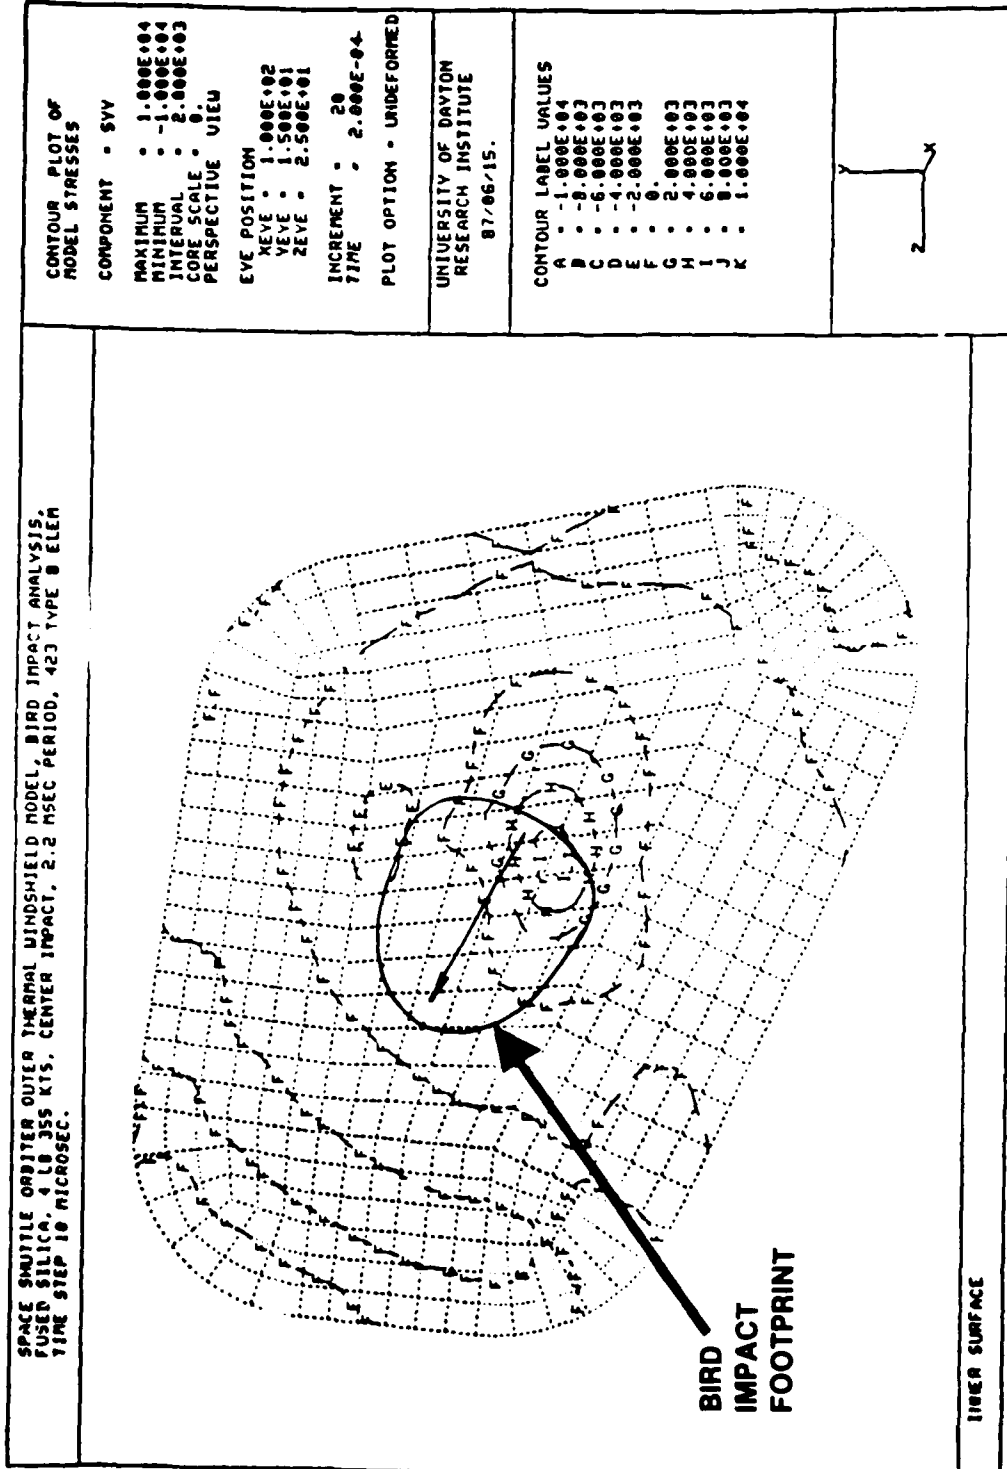 SPACE SHUTTLE ORBITER OUTER THERMAL WINDSHIELD MODEL, BIRD IMPACT ANALYSIS,
FUSED SILICA, 4 LB 355 KTS, CENTER IMPACT, 2.2 MSEC PERIOD, 423 TYPE 8 ELEM
TIME STEP 10 MICROSEC.
BIRD
IMPACT
FOOTPRINT
INNER SURFACE
CONTOUR PLOT OF
MODEL STRESSES
COMPONENT = SYY
MAXIMUM = 1.000E+04
MINIMUM = -1.000E+04
INTERVAL = 2.000E+03
CORE SCALE = 0.
PERSPECTIVE VIEW
EYE POSITION
XEYE = 1.000E+02
YEYE = 1.500E+01
ZEYE = 2.500E+01
INCREMENT = 20
TIME = 2.000E-04
PLOT OPTION = UNDEFORMED
UNIVERSITY OF DAYTON
RESEARCH INSTITUTE
87/06/15.
CONTOUR LABEL VALUES
A = -1.000E+04
B = -8.000E+03
C = -6.000E+03
D = -4.000E+03
E = -2.000E+03
F = 0.
G = 2.000E+03
H = 4.000E+03
I = 6.000E+03
J = 8.000E+03
K = 1.000E+04
Y
Z
X